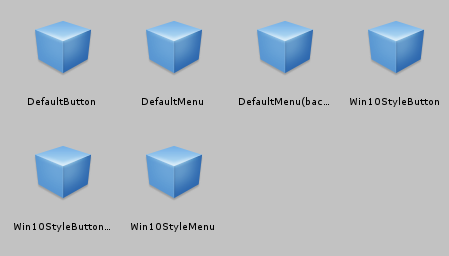 DefaultButton
DefaultMenu
DefaultMenu(bac...
Win10StyleButton
Win10StyleButton...
Win10StyleMenu